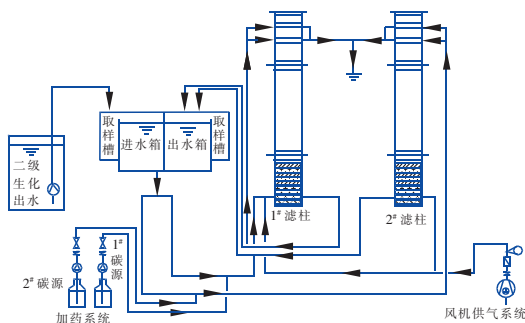 取样槽
进水箱
出水箱
取样槽
二级
生化
出水
1#滤柱
2#滤柱
1#碳源
2#碳源
加药系统
风机供气系统